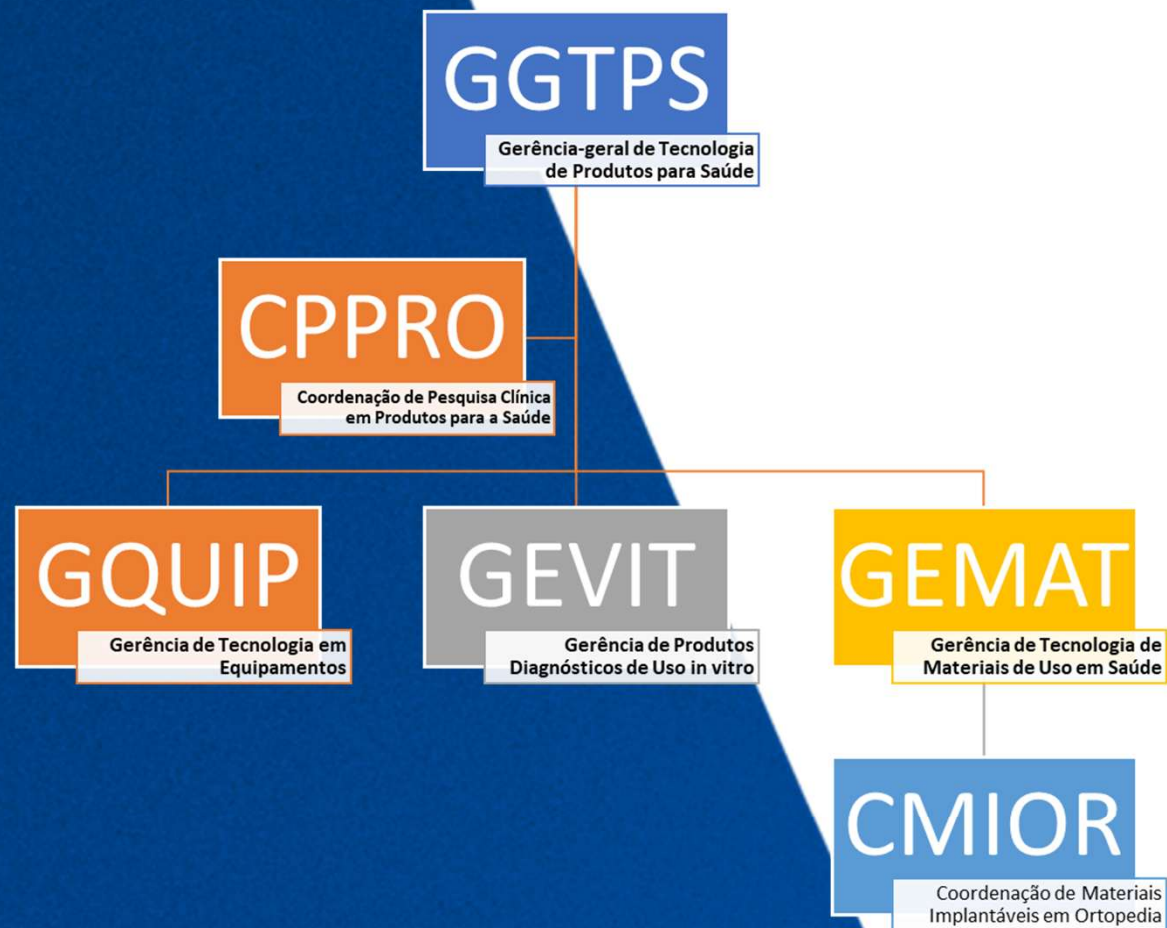 GGTPS
Gerência-geral de Tecnologia
de Produtos para Saúde
CPPRO
Coordenação de Pesquisa Clínica
em Produtos para a Saúde
GQUIP
Gerência de Tecnologia em
Equipamentos
GEVIT
Gerência de Produtos
Diagnósticos de Uso in vitro
GEMAT
Gerência de Tecnologia de
Materiais de Uso em Saúde
CMIOR
Coordenação de Materiais
Implantáveis em Ortopedia